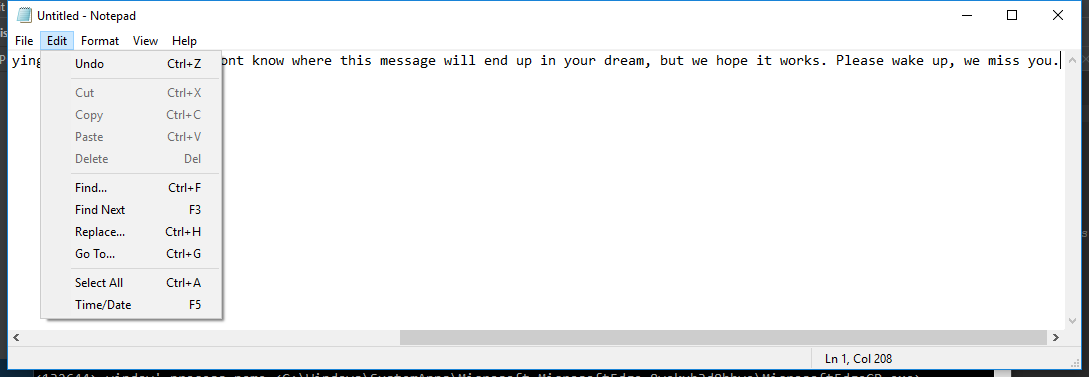 Untitled - Notepad
File Edit Format View Help
ying ont know where this message will end up in your dream, but we hope it works. Please wake up, we miss you.
Undo Ctrl+Z
Cut Ctrl+X
Copy Ctrl+C
Paste Ctrl+V
Delete Del
Find... Ctrl+F
Find Next F3
Replace... Ctrl+H
Go To... Ctrl+G
Select All Ctrl+A
Time/Date F5
Ln 1, Col 208